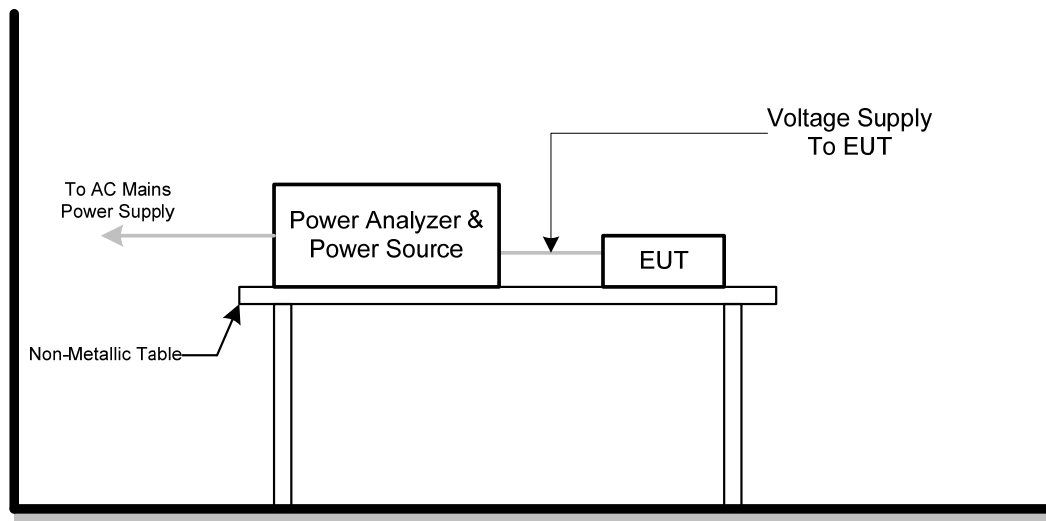 Voltage Supply
To EUT
To AC Mains
Power Supply
Power Analyzer &
Power Source
EUT
Non-Metallic Table